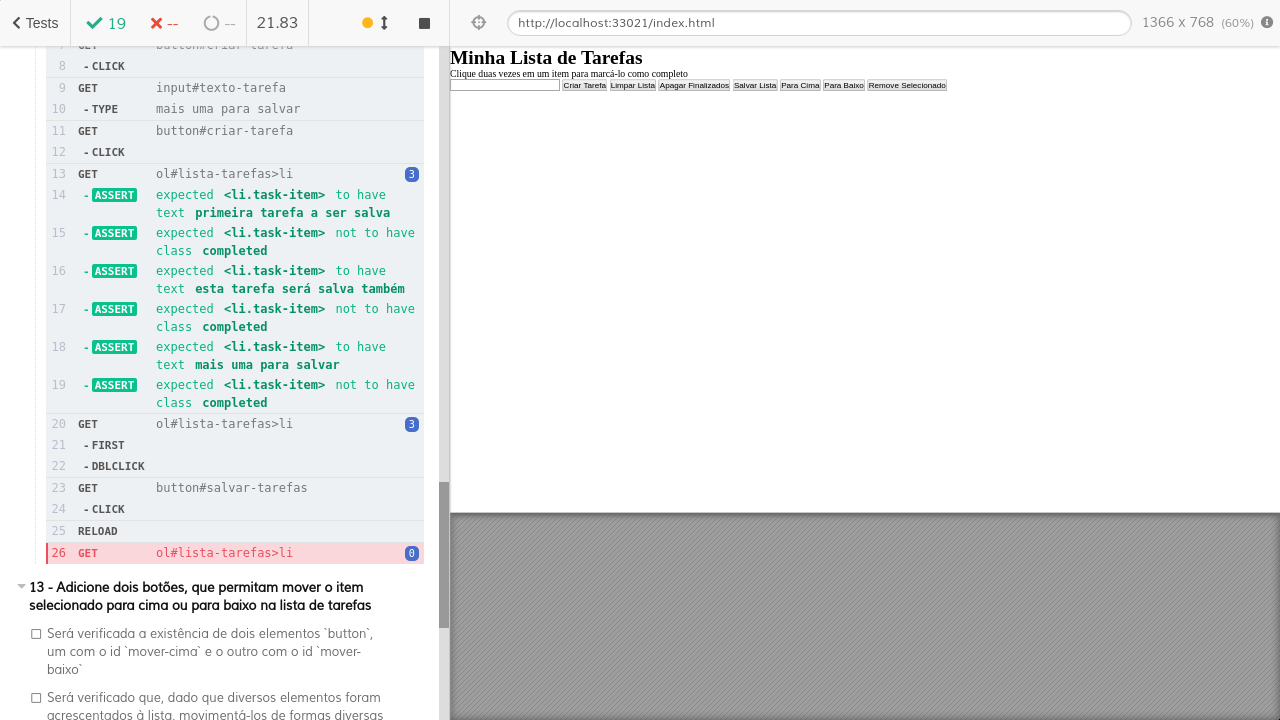 Tests
19
--
--
21.83
http://localhost:33021/index.html
1366 x 768 (60%)
7 GET button#criar-tarefa
8 - CLICK
9 GET input#texto-tarefa
10 - TYPE mais uma para salvar
11 GET button#criar-tarefa
12 - CLICK
13 GET ol#lista-tarefas>li 3
14 - ASSERT expected <li.task-item> to have
text primeira tarefa a ser salva
15 - ASSERT expected <li.task-item> not to have
class completed
16 - ASSERT expected <li.task-item> to have
text esta tarefa será salva também
17 - ASSERT expected <li.task-item> not to have
class completed
18 - ASSERT expected <li.task-item> to have
text mais uma para salvar
19 - ASSERT expected <li.task-item> not to have
class completed
20 GET ol#lista-tarefas>li 3
21 - FIRST
22 - DBLCLICK
23 GET button#salvar-tarefas
24 - CLICK
25 RELOAD
26 GET ol#lista-tarefas>li 0
13 - Adicione dois botões, que permitam mover o item
selecionado para cima ou para baixo na lista de tarefas
Será verificada a existência de dois elementos `button`,
um com o id `mover-cima` e o outro com o id `mover-
baixo`
Será verificado que, dado que diversos elementos foram
acrescentados à lista, movimentá-los de formas diversas
Minha Lista de Tarefas
Clique duas vezes em um item para marcá-lo como completo
Criar Tarefa Limpar Lista Apagar Finalizados Salvar Lista Para Cima Para Baixo Remove Selecionado